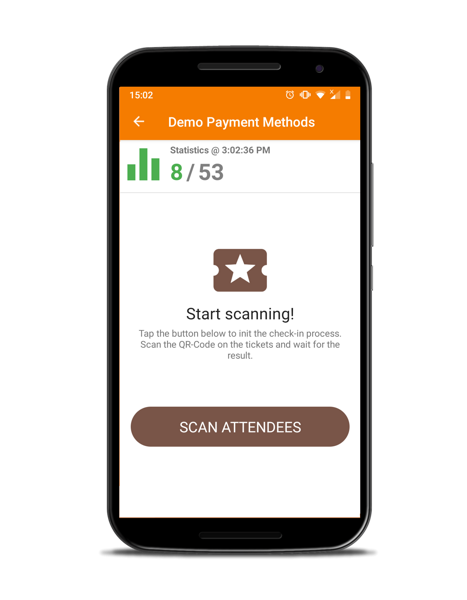 15:02
Demo Payment Methods
Statistics @ 3:02:36 PM
8/53
Start scanning!
Tap the button below to init the check-in process.
Scan the QR-Code on the tickets and wait for the
result.
SCAN ATTENDEES